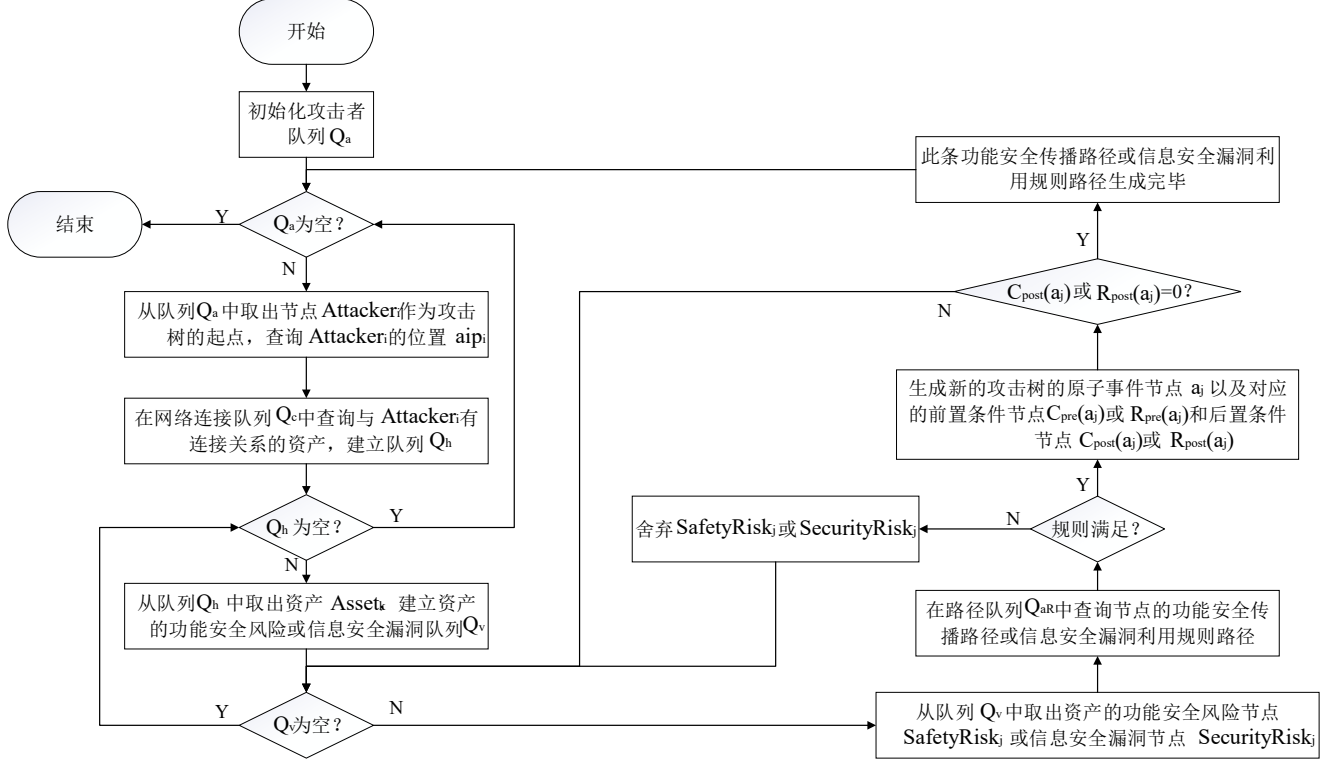 开始
初始化攻击者
队列 Qa
此条功能安全传播路径或信息安全漏洞利
用规则路径生成完毕
结束
Y
Qa为空？
N
Y
Cpost(aj)或 Rpost(aj)=0？
N
从队列Qa中取出节点 Attacker作为攻击
树的起点，查询 Attackeri的位置 aipi
生成新的攻击树的原子事件节点 aj 以及对应
的前置条件节点Cpre(aj)或 Rpre(aj)和后置条件
节点 Cpost(aj)或 Rpost(aj)
在网络连接队列 Qc中查询与 Attackeri有
连接关系的资产，建立队列 Qh
Y
Qh 为空？
Y
N
舍弃 SafetyRiskj或SecurityRiskj
N
规则满足？
从队列Qh 中取出资产 Assetk 建立资产
的功能安全风险或信息安全漏洞队列Qv
在路径队列QaR中查询节点的功能安全传
播路径或信息安全漏洞利用规则路径
Y
Qv为空？
N
从队列 Qv中取出资产的功能安全风险节点
SafetyRiskj 或信息安全漏洞节点 SecurityRiskj